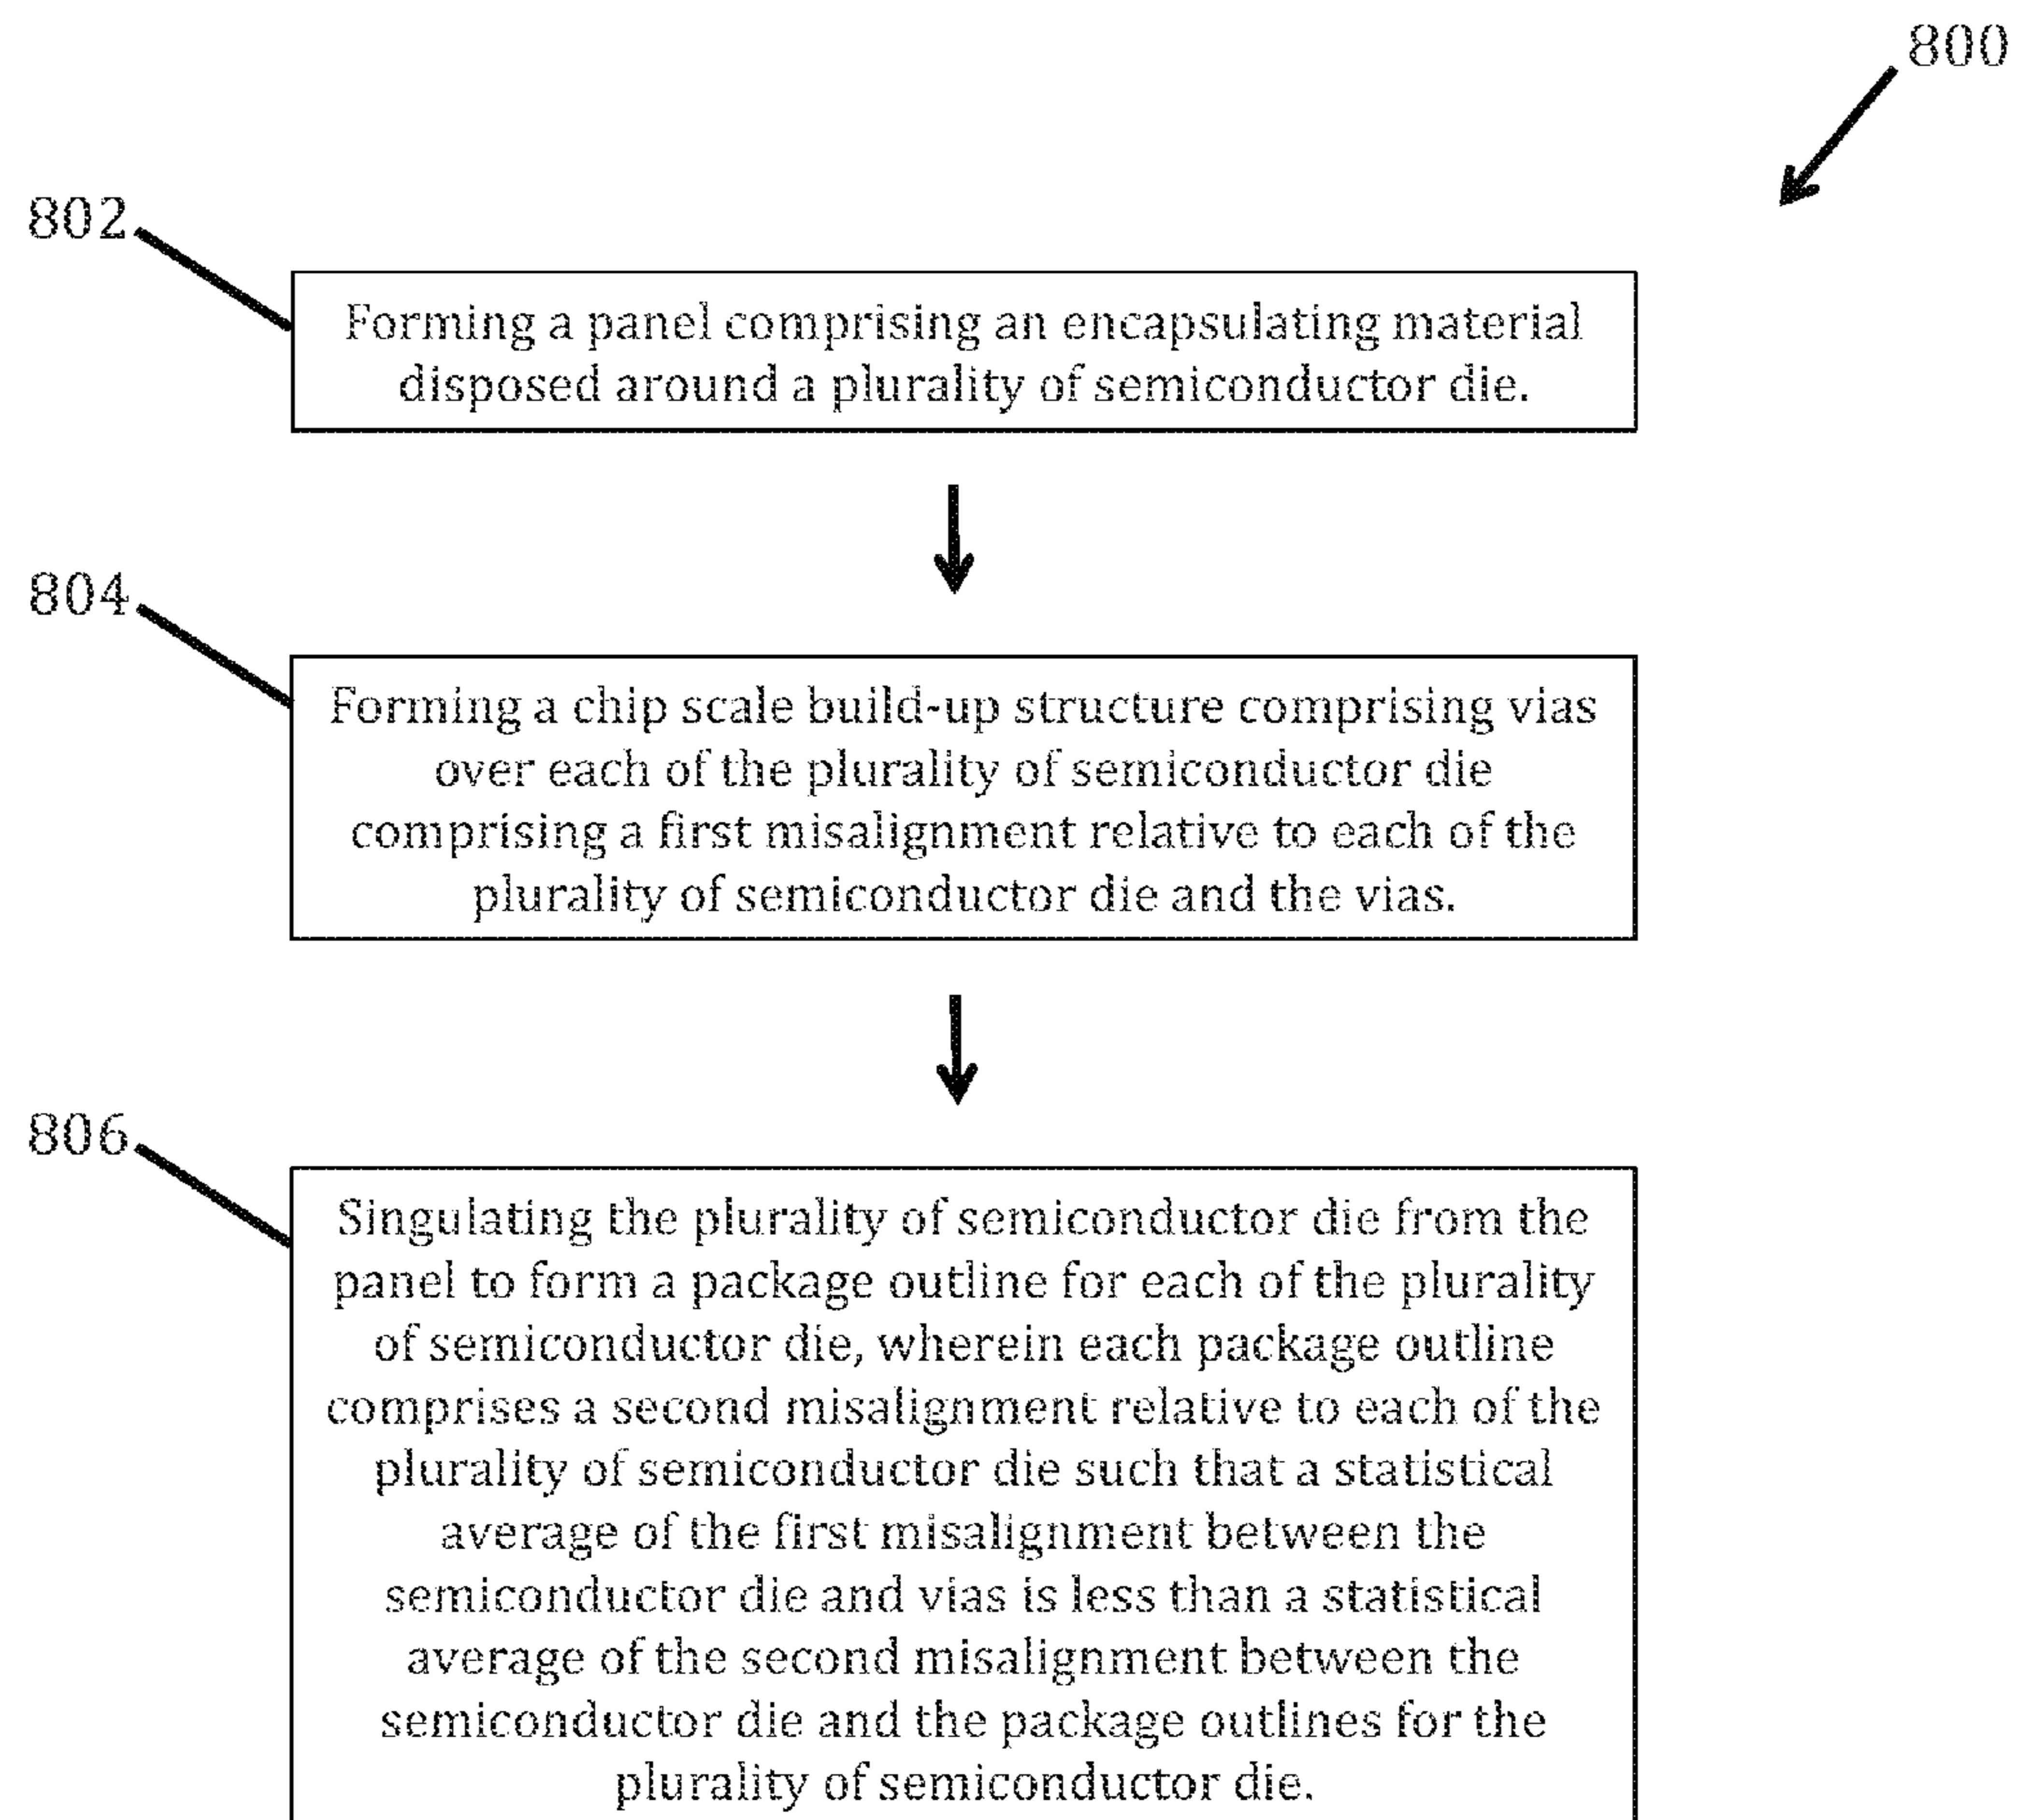 800
802
Forming a panel comprising an encapsulating material
disposed around a plurality of semiconductor die.
804
Forming a chip scale build-up structure comprising vias
over each of the plurality of semiconductor die
comprising a first misalignment relative to each of the
plurality of semiconductor die and the vias.
806
Singulating the plurality of semiconductor die from the
panel to form a package outline for each of the plurality
of semiconductor die, wherein each package outline
comprises a second misalignment relative to each of the
plurality of semiconductor die such that a statistical
average of the first misalignment between the
semiconductor die and vias is less than a statistical
average of the second misalignment between the
semiconductor die and the package outlines for the
plurality of semiconductor die.